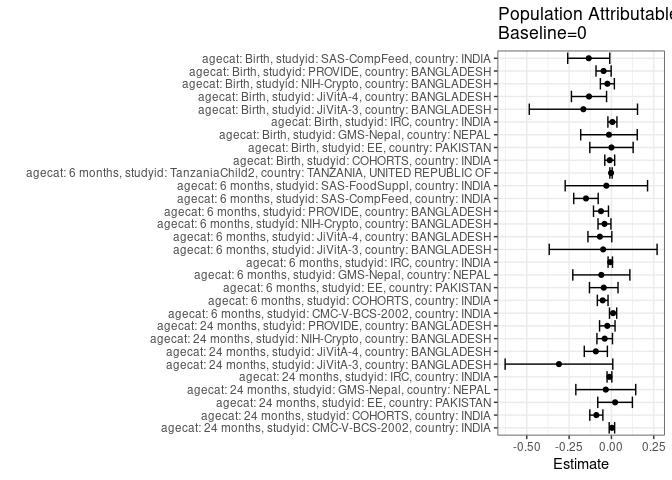 Population Attributable
Baseline=0
agecat: Birth, studyid: SAS-CompFeed, country: INDIA
agecat: Birth, studyid: PROVIDE, country: BANGLADESH
agecat: Birth, studyid: NIH-Crypto, country: BANGLADESH
agecat: Birth, studyid: JiVitA-4, country: BANGLADESH
agecat: Birth, studyid: JiVitA-3, country: BANGLADESH
agecat: Birth, studyid: IRC, country: INDIA
agecat: Birth, studyid: GMS-Nepal, country: NEPAL
agecat: Birth, studyid: EE, country: PAKISTAN
agecat: Birth, studyid: COHORTS, country: INDIA
agecat: 6 months, studyid: TanzaniaChild2, country: TANZANIA, UNITED REPUBLIC OF
agecat: 6 months, studyid: SAS-FoodSuppl, country: INDIA
agecat: 6 months, studyid: SAS-CompFeed, country: INDIA
agecat: 6 months, studyid: PROVIDE, country: BANGLADESH
agecat: 6 months, studyid: NIH-Crypto, country: BANGLADESH
agecat: 6 months, studyid: JiVitA-4, country: BANGLADESH
agecat: 6 months, studyid: JiVitA-3, country: BANGLADESH
agecat: 6 months, studyid: IRC, country: INDIA
agecat: 6 months, studyid: GMS-Nepal, country: NEPAL
agecat: 6 months, studyid: EE, country: PAKISTAN
agecat: 6 months, studyid: COHORTS, country: INDIA
agecat: 6 months, studyid: CMC-V-BCS-2002, country: INDIA
agecat: 24 months, studyid: PROVIDE, country: BANGLADESH
agecat: 24 months, studyid: NIH-Crypto, country: BANGLADESH
agecat: 24 months, studyid: JiVitA-4, country: BANGLADESH
agecat: 24 months, studyid: JiVitA-3, country: BANGLADESH
agecat: 24 months, studyid: IRC, country: INDIA
agecat: 24 months, studyid: GMS-Nepal, country: NEPAL
agecat: 24 months, studyid: EE, country: PAKISTAN
agecat: 24 months, studyid: COHORTS, country: INDIA
agecat: 24 months, studyid: CMC-V-BCS-2002, country: INDIA
-0.50 -0.25 0.00 0.25
Estimate